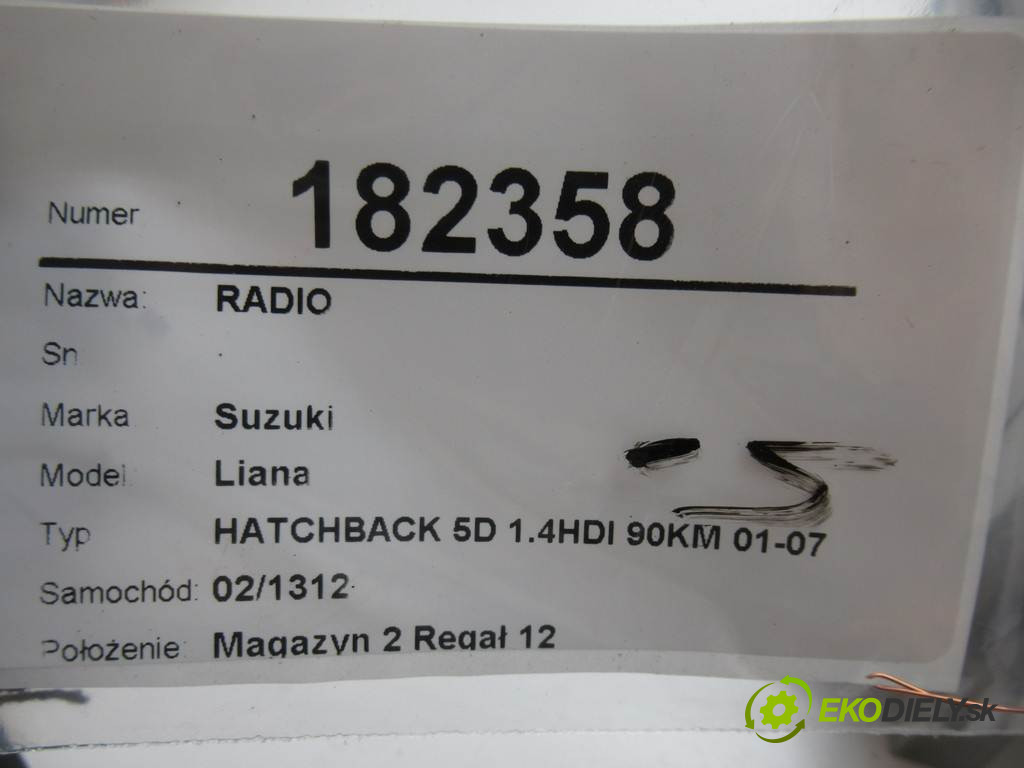 Numer 182358
Nazwa: RADIO
Sn
Marka Suzuki
Model Liana
Typ HATCHBACK 5D 1.4HDI 90KM 01-07
Samochód: 02/1312
Położenie: Magazyn 2 Regał 12
EKODIELY.sk